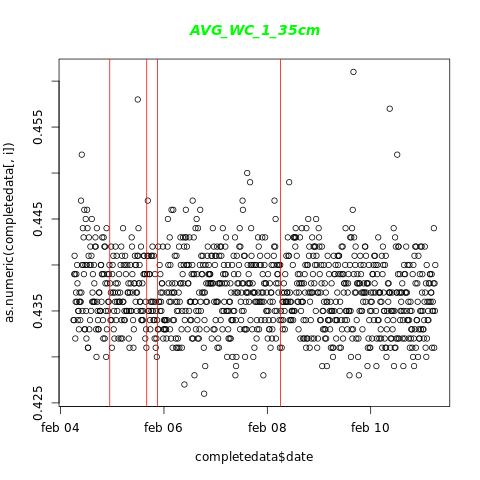 AVG_WC_1_35cm
as.numeric(completedata[, i])
0.455
0.445
0.435
0.425
feb 04 feb 06 feb 08 feb 10
completedata$date